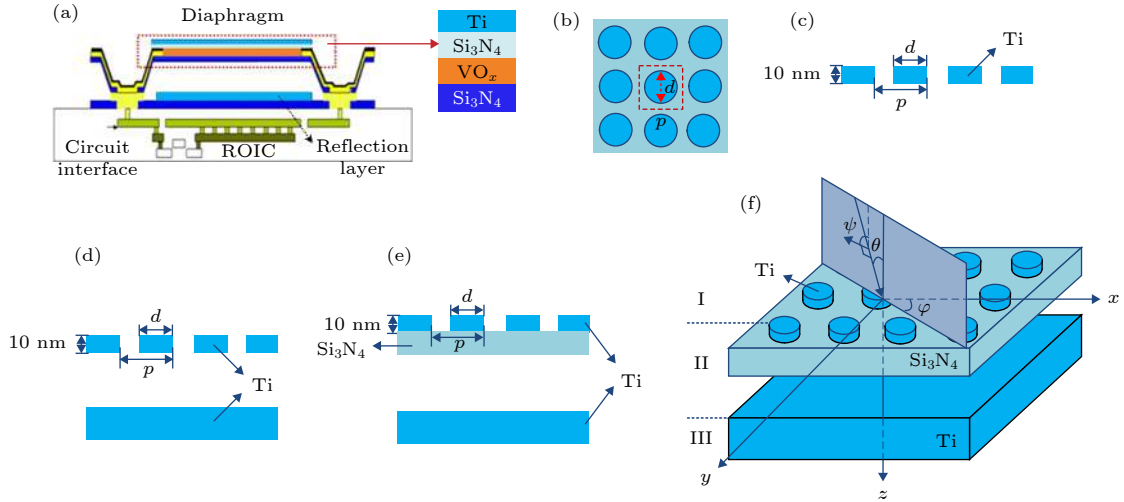 (a)
Diaphragm
Ti
Si₃N₄
VOₓ
Si₃N₄
Circuit
interface
ROIC
Reflection
layer
(b)
d
p
(c)
d
Ti
10 nm
p
(d)
d
10 nm
p
Ti
(e)
d
10 nm
p
Si₃N₄
Ti
(f)
ψ
θ
Ti
I
φ
x
II
Si₃N₄
III
Ti
y
z